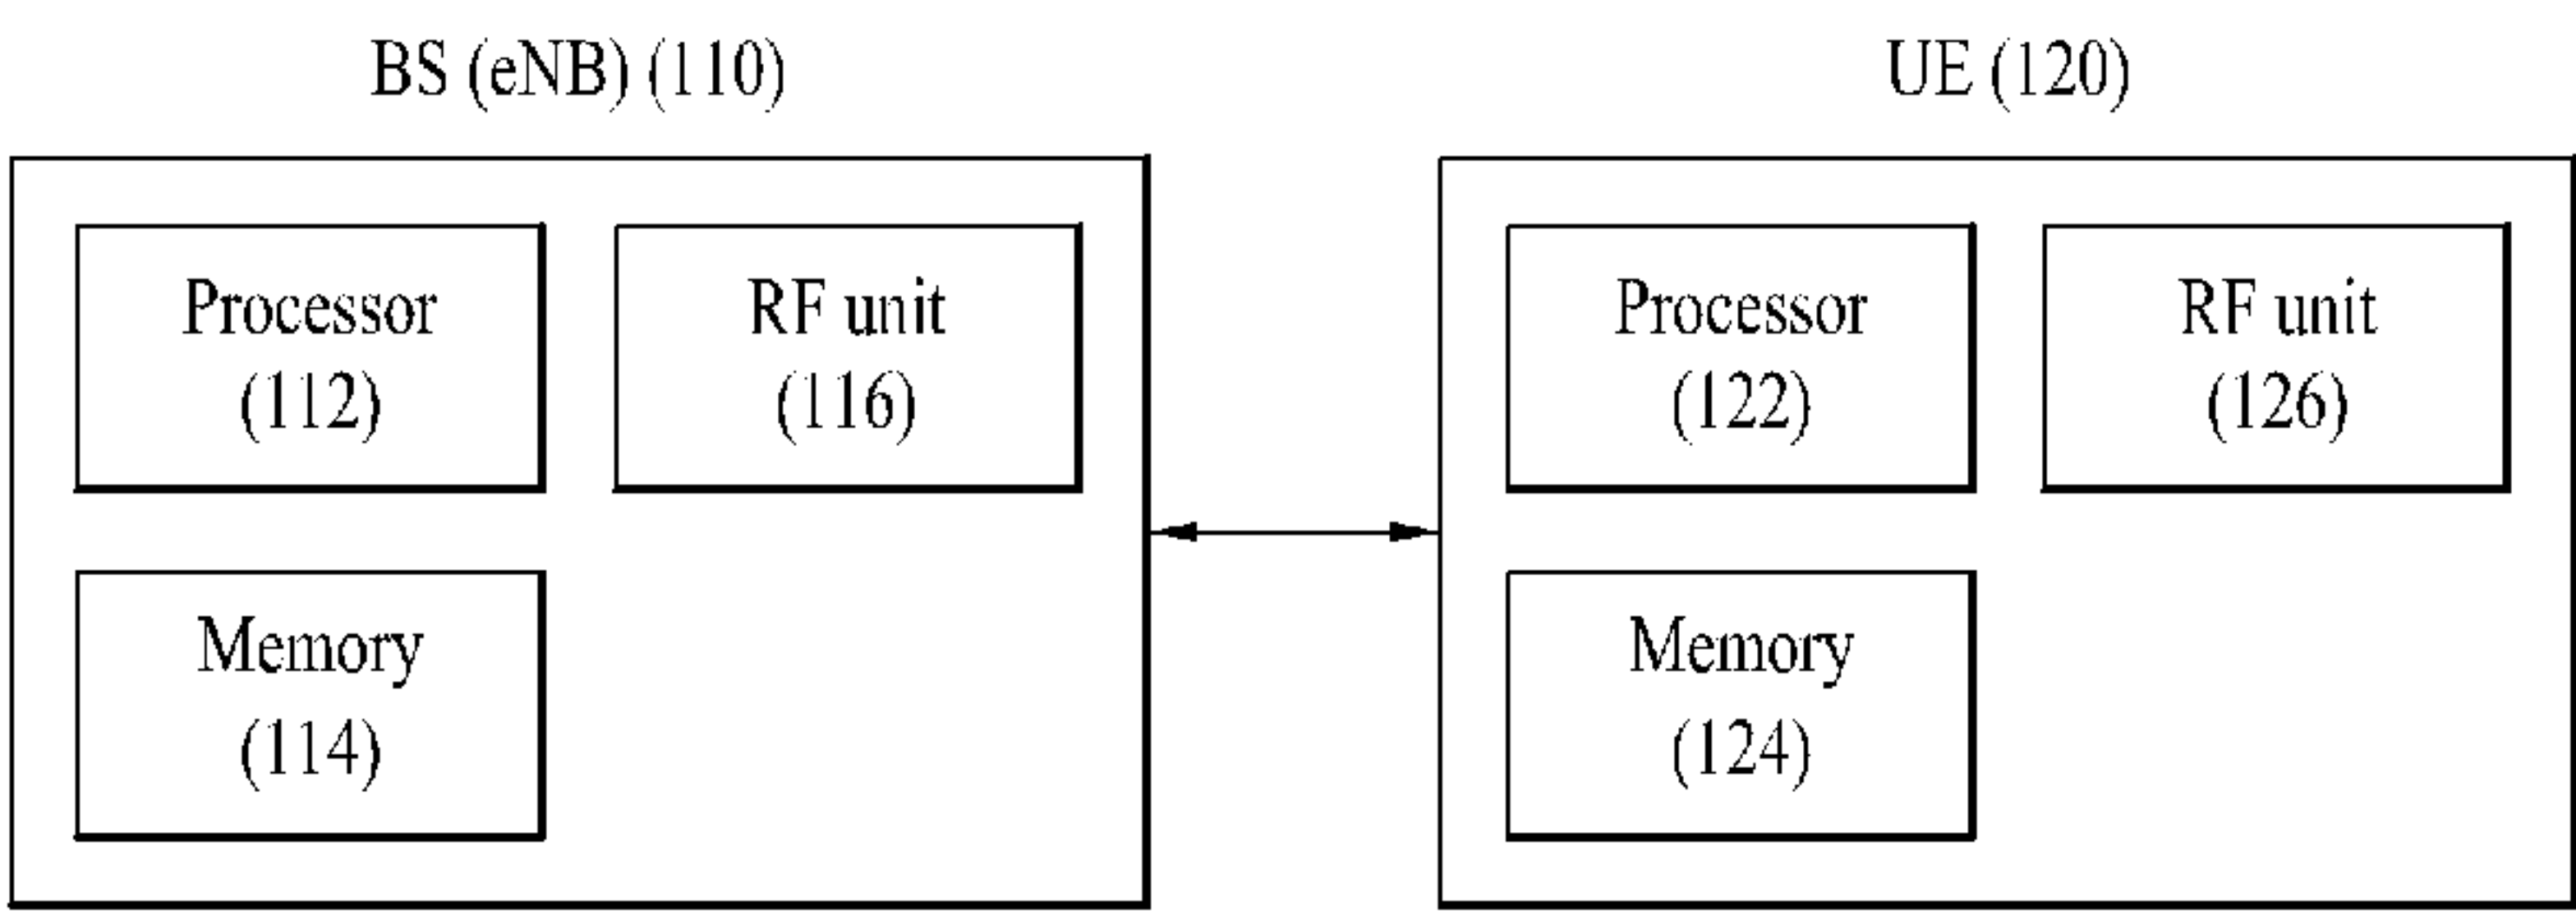 BS (eNB) (110)
Processor
(112)
RF unit
(116)
Memory
(114)
UE (120)
Processor
(122)
RF unit
(126)
Memory
(124)